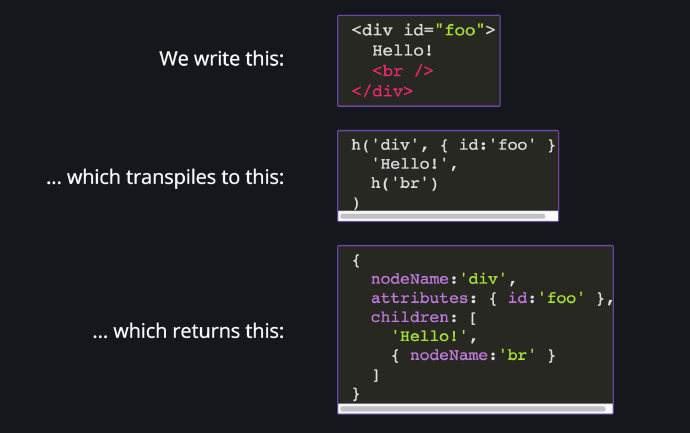 We write this:
<div id="foo">
Hello!
<br />
</div>
... which transpiles to this:
h('div', { id:'foo' }
'Hello!',
h('br')
)
... which returns this:
{
nodeName:'div',
attributes: { id:'foo' },
children: [
'Hello!',
{ nodeName:'br' }
]
}